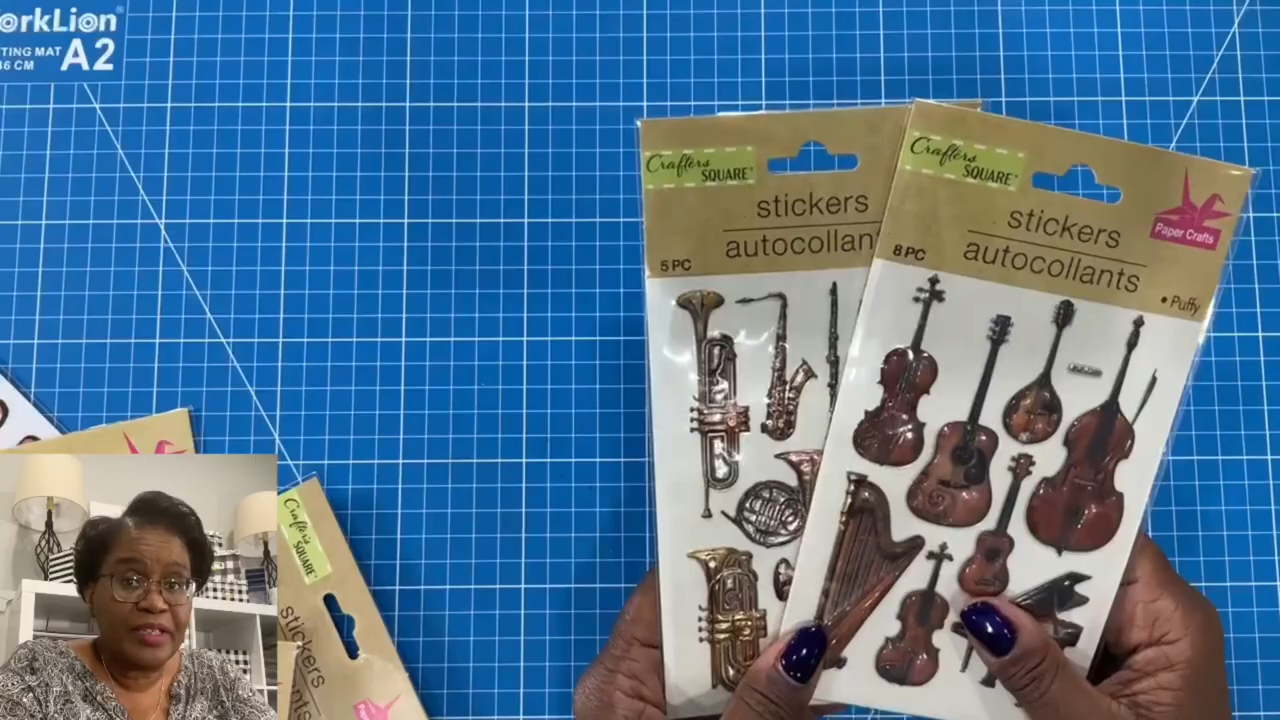 orkLion®
TING MAT
A2
46 CM
Crafters
SQUARE®
stickers
autocollan
5 PC
Crafters
SQUARE®
stickers
autocollants
8 PC
Paper Crafts
• Puffy
Crafters
SQUARE®
stickers